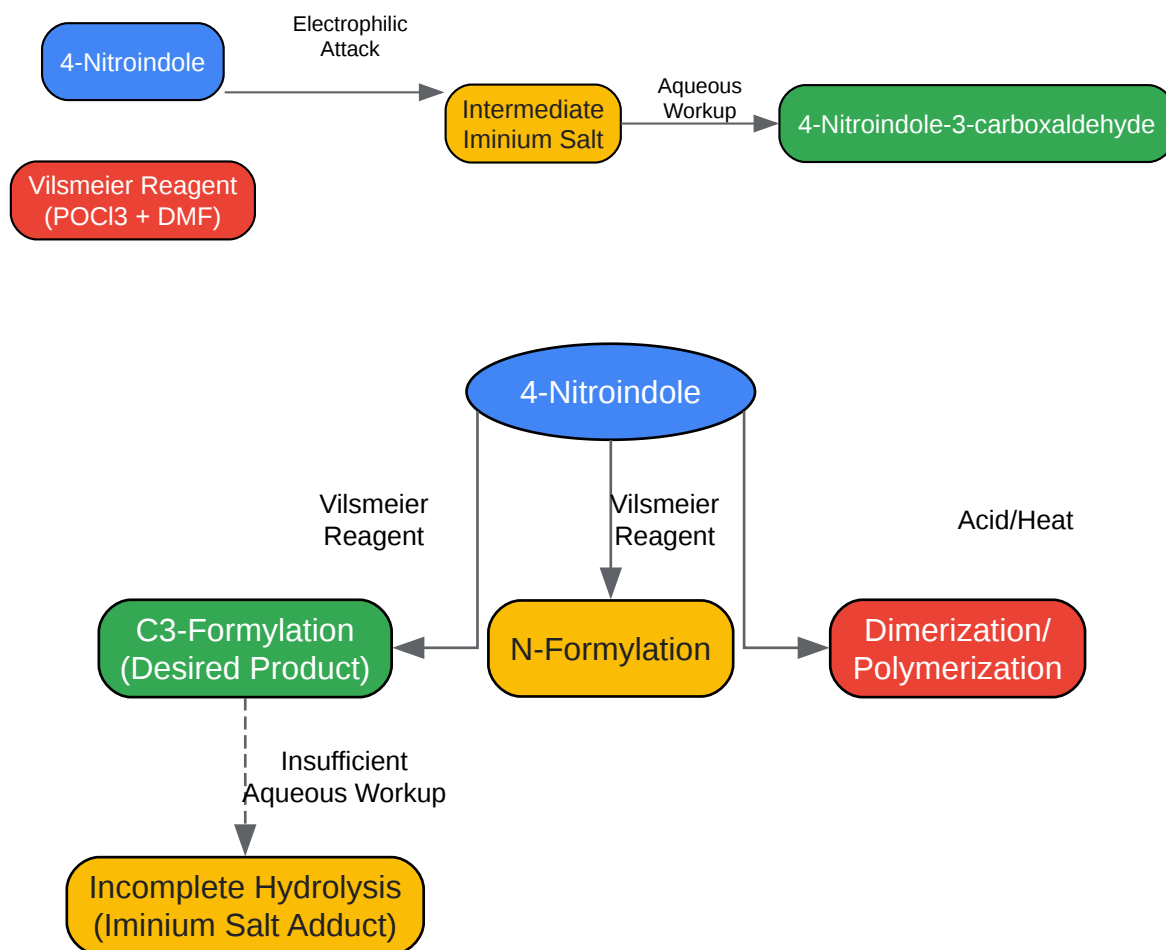 4-Nitroindole
Electrophilic
Attack
Intermediate
Iminium Salt
Aqueous
Workup
4-Nitroindole-3-carboxaldehyde
Vilsmeier Reagent
(POCl3 + DMF)
4-Nitroindole
Vilsmeier
Reagent
Vilsmeier
Reagent
Acid/Heat
C3-Formylation
(Desired Product)
N-Formylation
Dimerization/
Polymerization
Insufficient
Aqueous Workup
Incomplete Hydrolysis
(Iminium Salt Adduct)